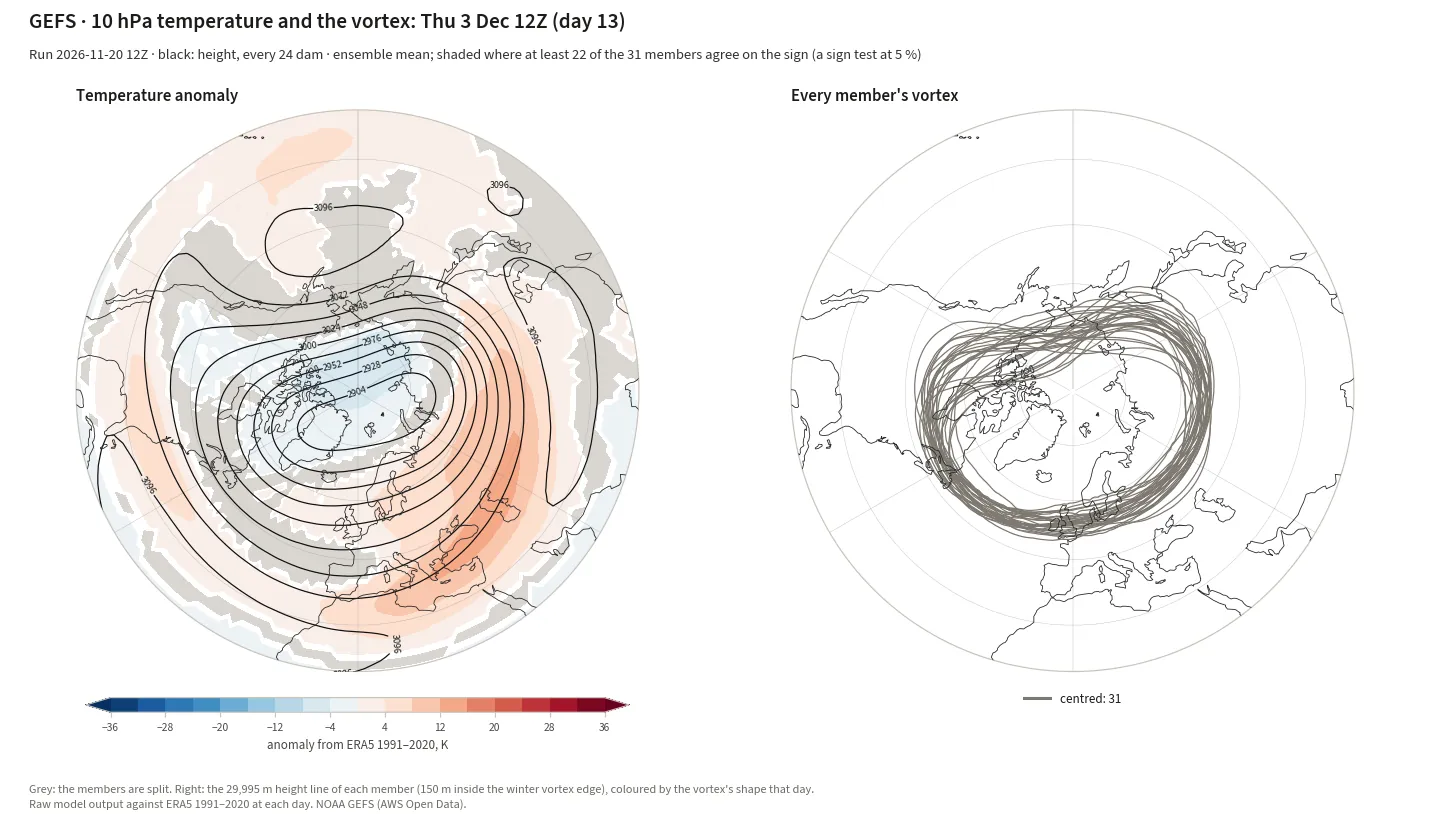 GEFS · 10 hPa temperature and the vortex: Thu 3 Dec 12Z (day 13)
Run 2026-11-20 12Z · black: height, every 24 dam · ensemble mean; shaded where at least 22 of the 31 members agree on the sign (a sign test at 5 %)
Temperature anomaly
Every member's vortex
3096
3096
3072
3048
3024
3096
3000
2976
2952
2928
2904
3096
3096
centred: 31
−36 −28 −20 −12 −4 4 12 20 28 36
anomaly from ERA5 1991–2020, K
Grey: the members are split. Right: the 29,995 m height line of each member (150 m inside the winter vortex edge), coloured by the vortex's shape that day.
Raw model output against ERA5 1991–2020 at each day. NOAA GEFS (AWS Open Data).